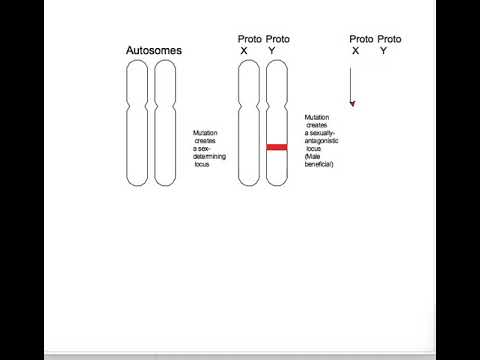 Autosomes
Proto Proto
X Y
Proto Proto
X Y
Mutation
creates
a sex-
determining
locus
Mutation
creates
a sexually-
antagonistic
locus
(Male
beneficial)